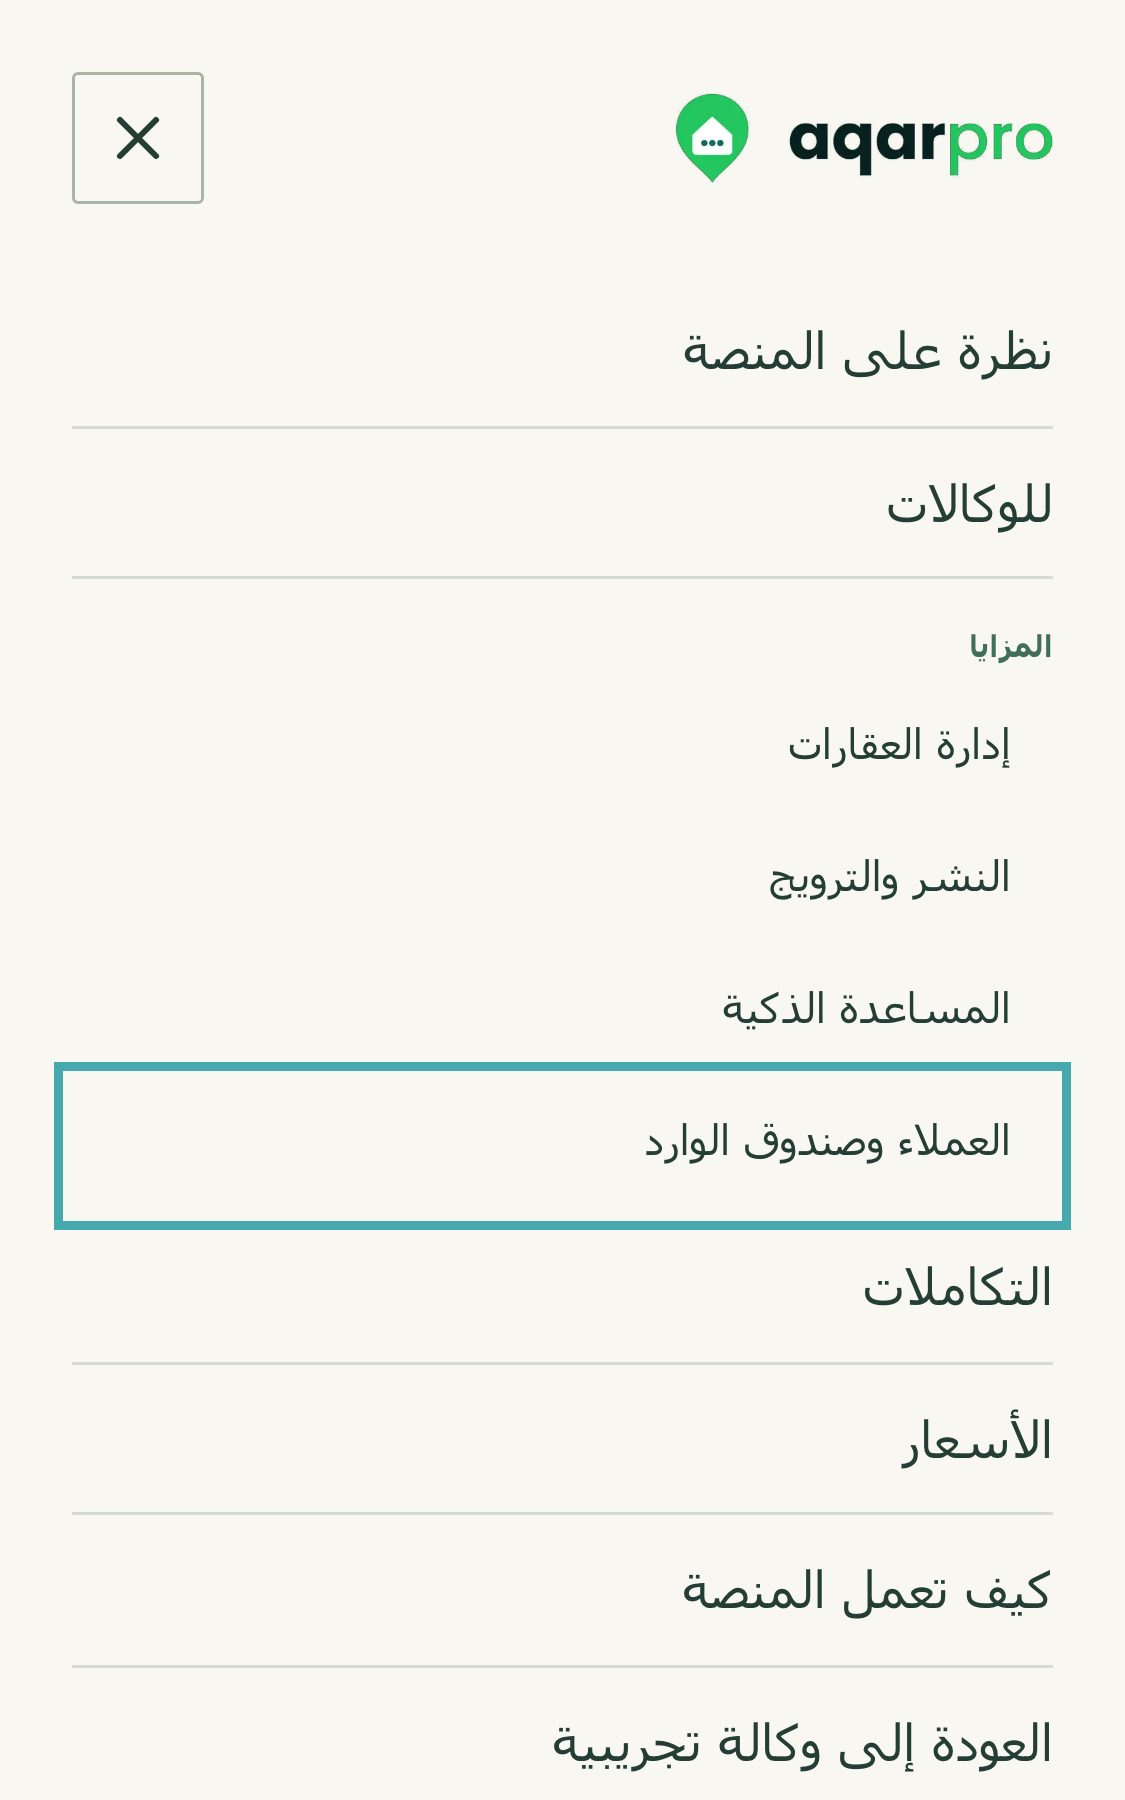 aqarpro
نظرة على المنصة
للوكالات
المزايا
إدارة العقارات
النشر والترويج
المساعدة الذكية
العملاء وصندوق الوارد
التكاملات
الأسعار
كيف تعمل المنصة
العودة إلى وكالة تجريبية